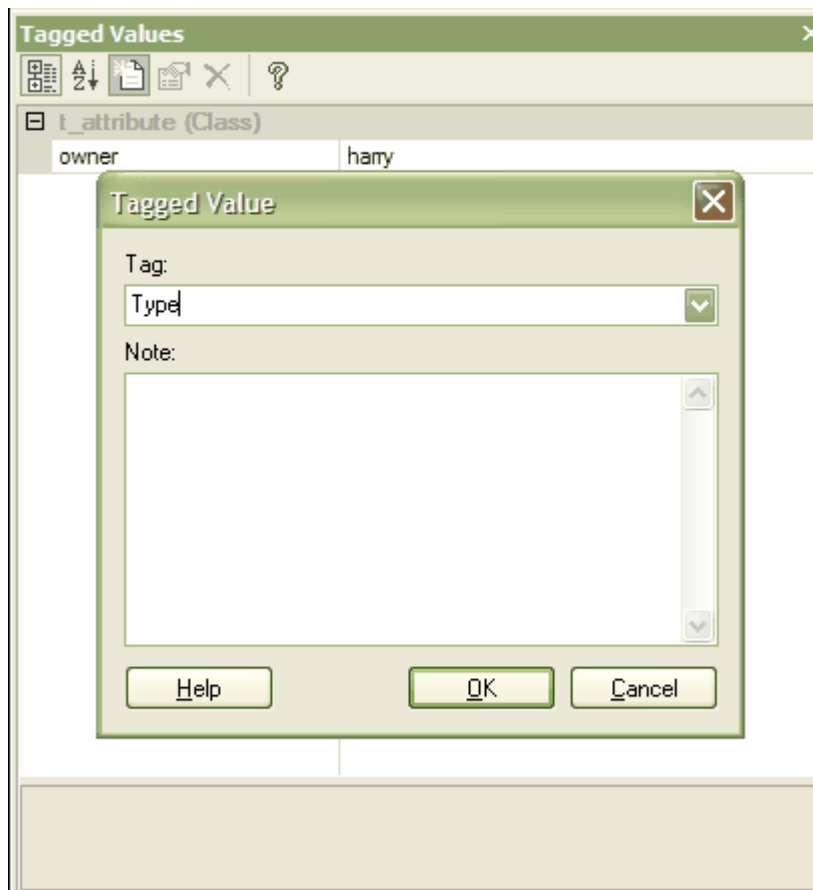 Tagged Values
t_attribute (Class)
owner harry
Tagged Value
Tag:
Type
Note:
Help OK Cancel